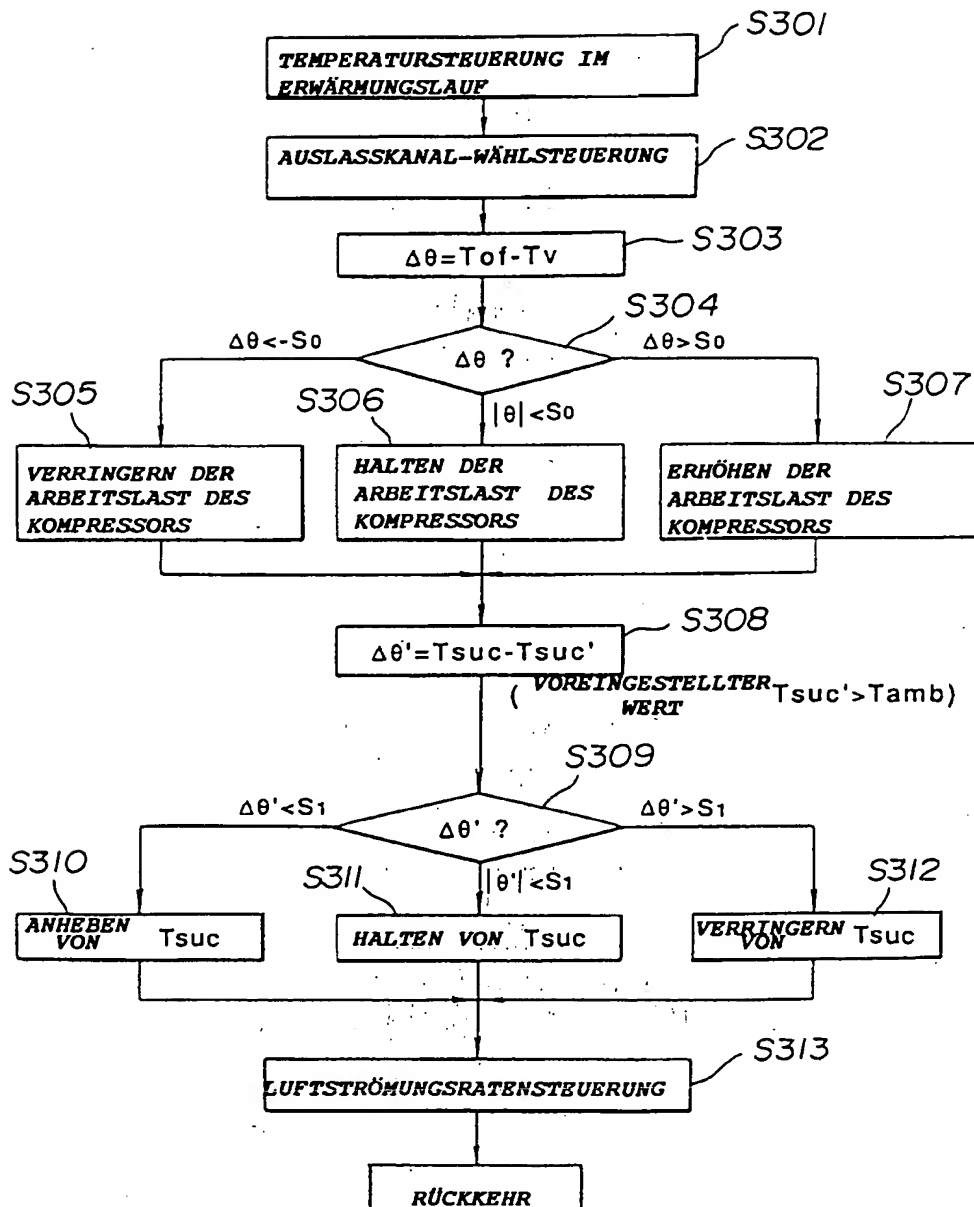 S301
TEMPERATURSTEUERUNG IM
ERWÄRMUNGSLAUF
S302
AUSLASSKANAL-WÄHLSTEUERUNG
S303
Δθ=Tof-Tv
S304
Δθ<-S0
Δθ ?
Δθ>S0
S305
S306
|θ|<S0
S307
VERRINGERN DER
ARBEITSLAST DES
KOMPRESSORS
HALTEN DER
ARBEITSLAST DES
KOMPRESSORS
ERHÖHEN DER
ARBEITSLAST DES
KOMPRESSORS
S308
Δθ'=Tsuc-Tsuc'
( VOREINGESTELLTER
WERT Tsuc'>Tamb)
S309
Δθ'<S1
Δθ' ?
Δθ'>S1
S310
S311
|θ'|<S1
S312
ANHEBEN
VON Tsuc
HALTEN VON Tsuc
VERRINGERN
VON Tsuc
S313
LUFTSTRÖMUNGSRATENSTEUERUNG
RÜCKKEHR